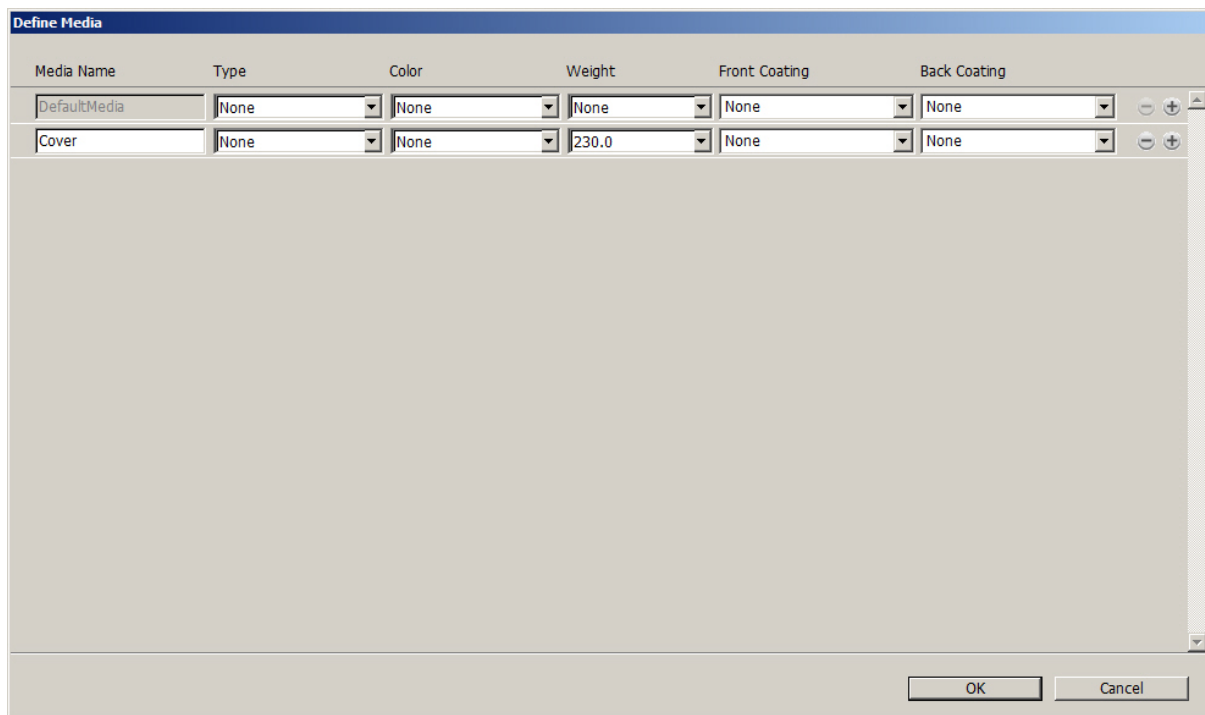 Define Media
Media Name Type Color Weight Front Coating Back Coating
DefaultMedia None None None None None
Cover None None 230.0 None None
OK Cancel